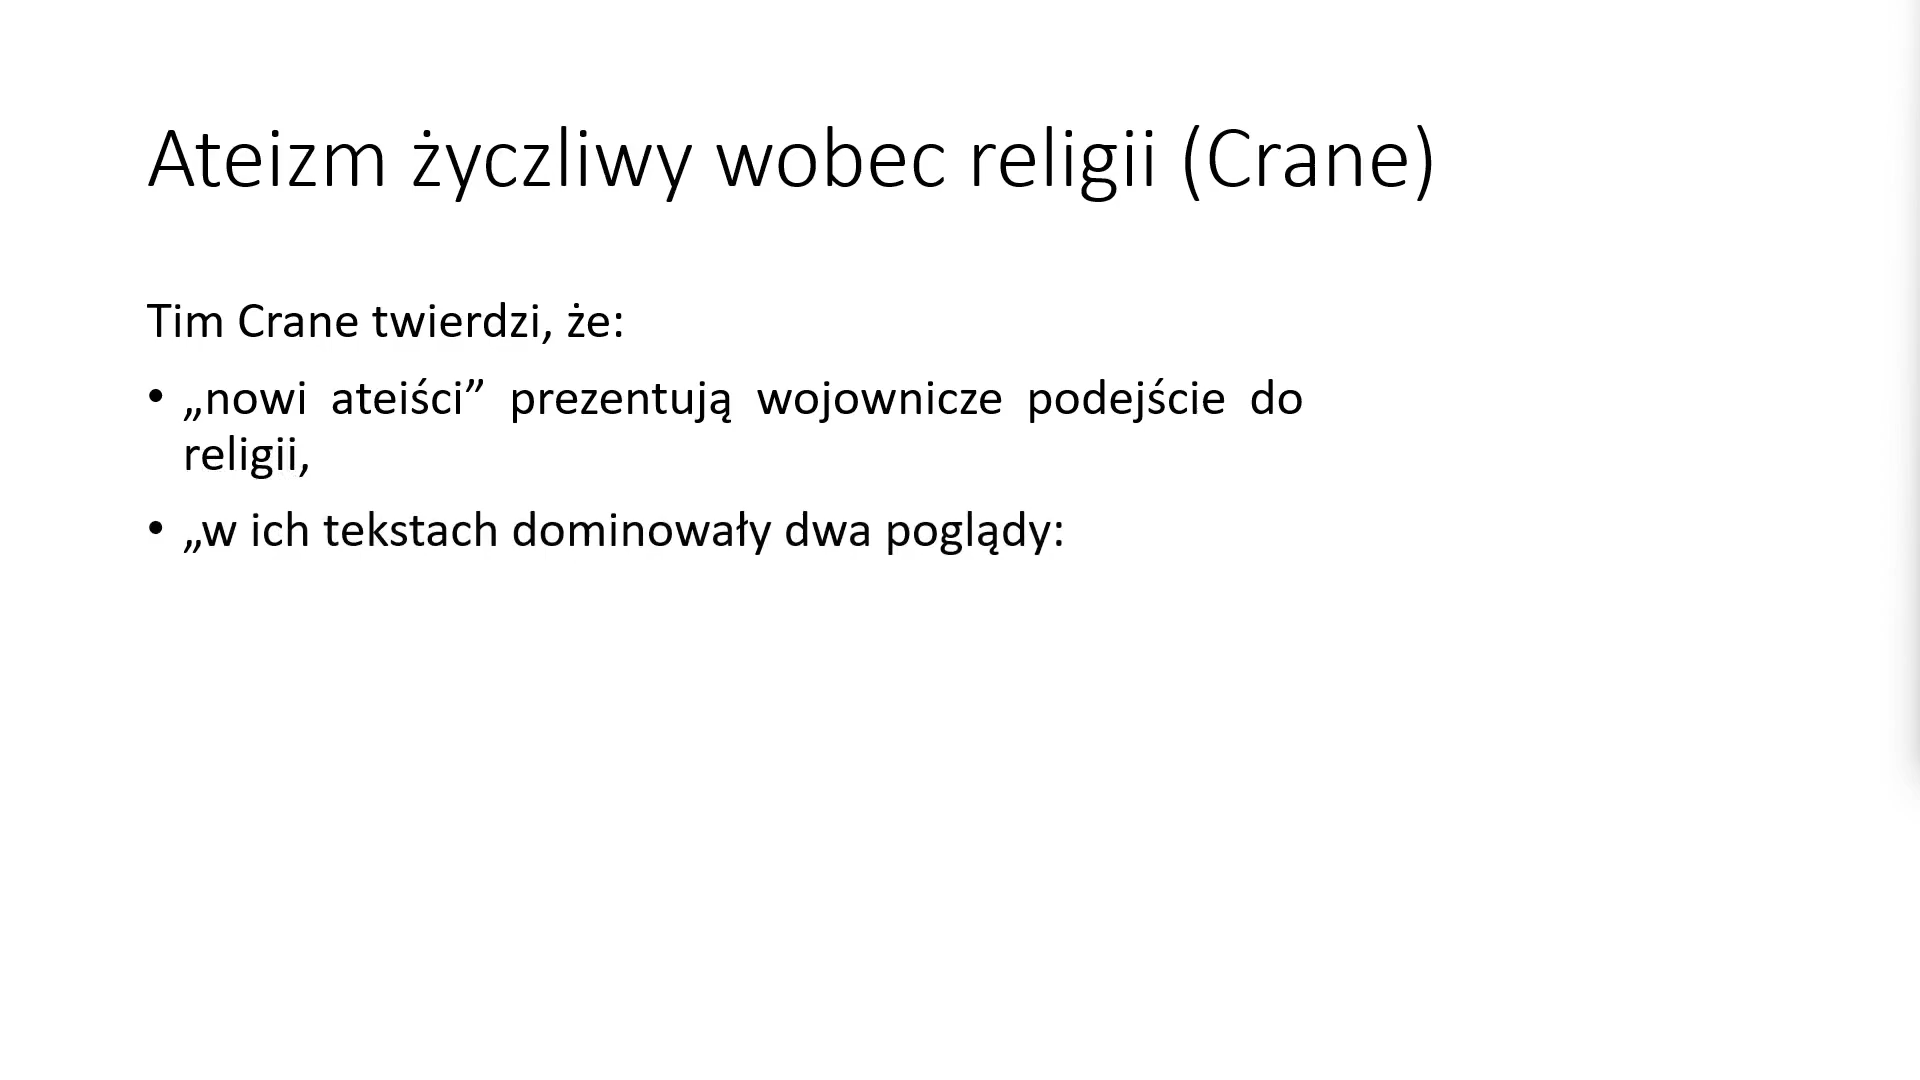 Ateizm życzliwy wobec religii (Crane)
Tim Crane twierdzi, że:
• „nowi ateiści” prezentują wojownicze podejście do
religii,
• „w ich tekstach dominowały dwa poglądy: